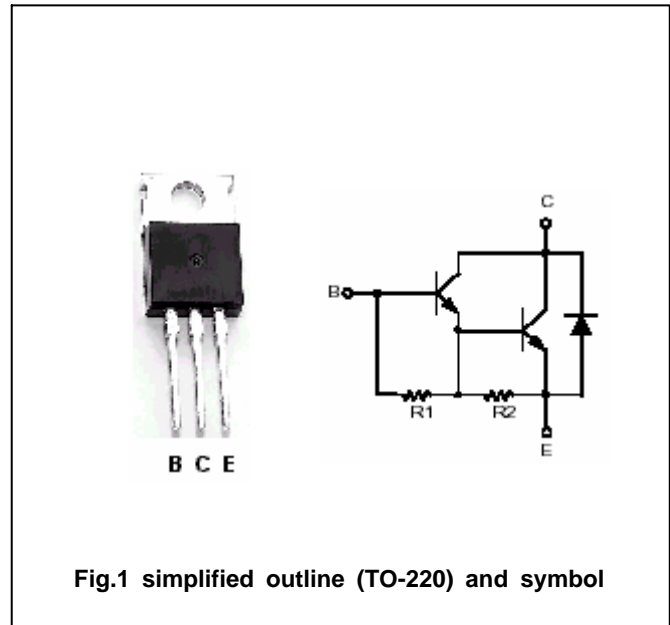 C
B
R1
R2
E
B C E
Fig.1 simplified outline (TO-220) and symbol